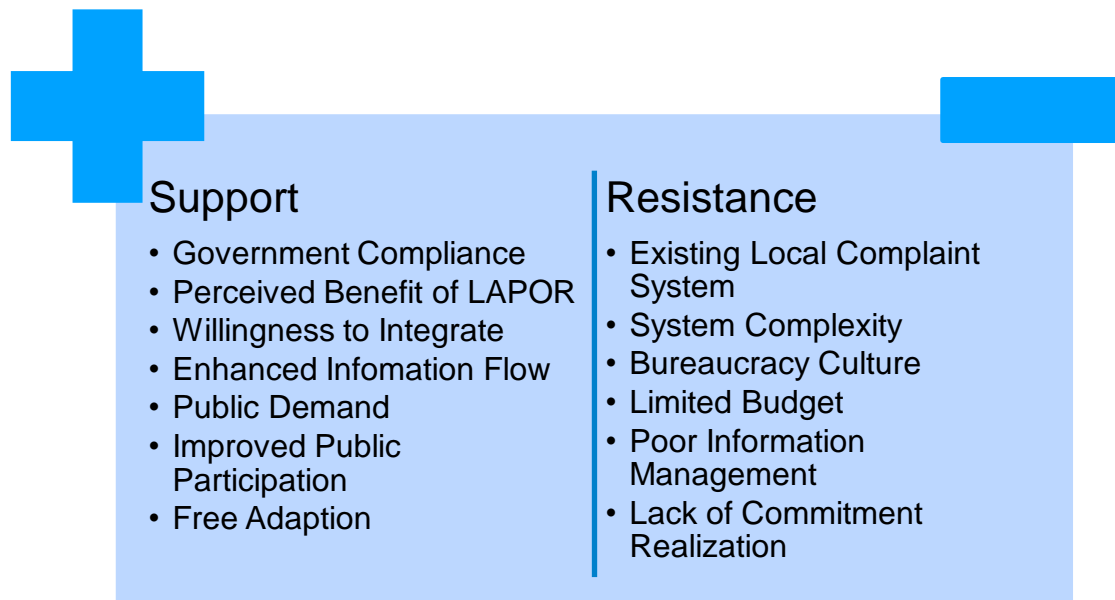 Support
• Government Compliance
• Perceived Benefit of LAPOR
• Willingness to Integrate
• Enhanced Infomation Flow
• Public Demand
• Improved Public
Participation
• Free Adaption
Resistance
• Existing Local Complaint
System
• System Complexity
• Bureaucracy Culture
• Limited Budget
• Poor Information
Management
• Lack of Commitment
Realization